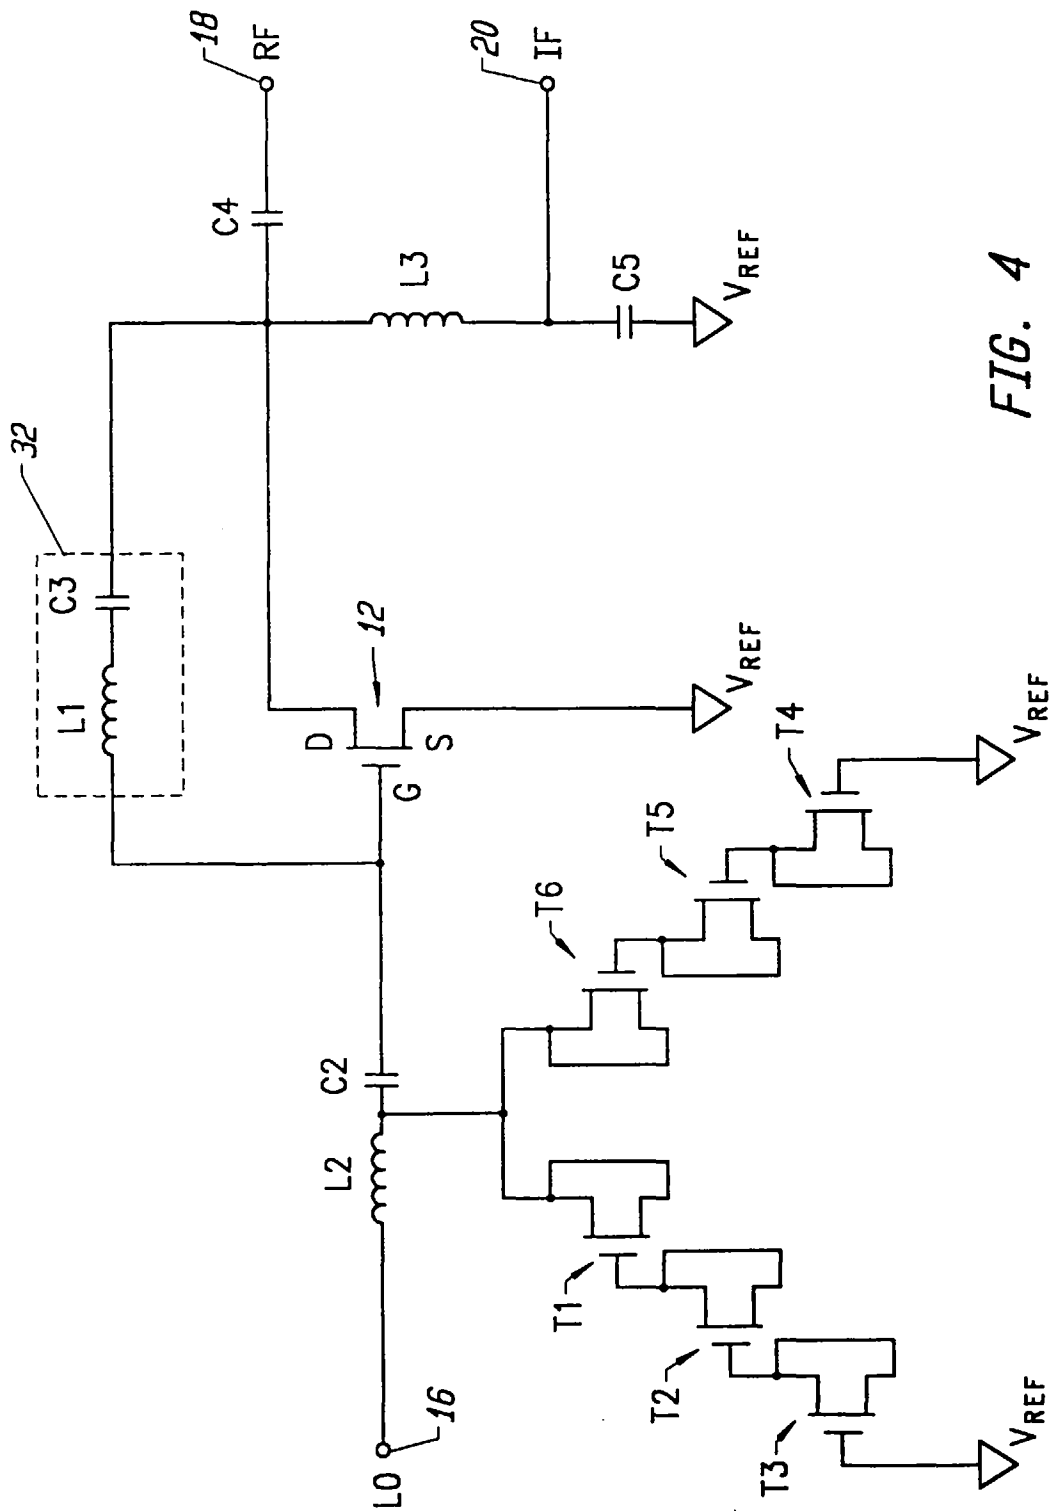 32
18
L1
C3
C4
RF
D
12
L3
20
G
S
IF
LO
16
L2
C2
C5
VREF
VREF
T6
T5
T4
T1
T2
T3
VREF
VREF
FIG. 4